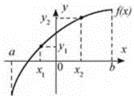 y f(x)
y₂
y₁
a x
x₁ 0 x₂ b